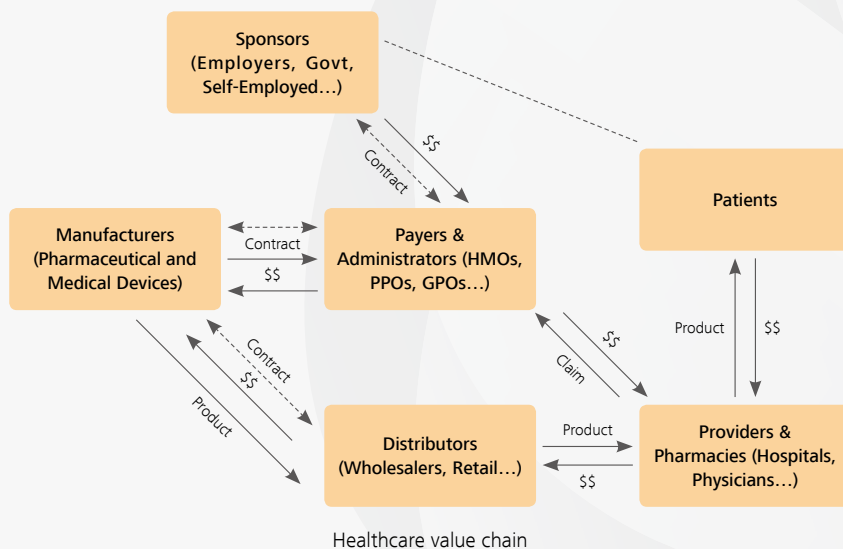 Sponsors
(Employers, Govt,
Self-Employed...)
$$
Contract
Patients
Manufacturers
(Pharmaceutical and
Medical Devices)
Contract
$$
Payers &
Administrators (HMOs,
PPOs, GPOs...)
Product
$$
$$
Claim
Contract
$$
Product
Distributors
(Wholesalers, Retail...)
Product
$$
Providers &
Pharmacies (Hospitals,
Physicians...)
Healthcare value chain